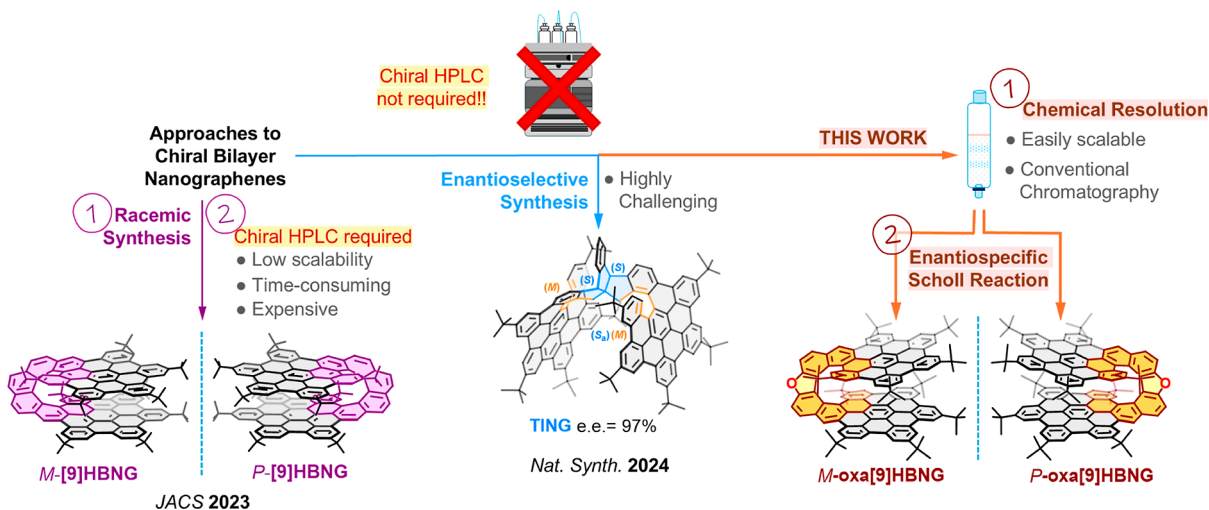 Chiral HPLC
not required!!
Approaches to
Chiral Bilayer
Nanographenes
1
Racemic
Synthesis
2
Chiral HPLC required
● Low scalability
● Time-consuming
● Expensive
M-[9]HBNG
P-[9]HBNG
JACS 2023
Enantioselective
Synthesis
● Highly
Challenging
(S)
(S)
(M)
(Sa) (M)
TING e.e.= 97%
Nat. Synth. 2024
THIS WORK
1
Chemical Resolution
● Easily scalable
● Conventional
Chromatography
2
Enantiospecific
Scholl Reaction
O
O
M-oxa[9]HBNG
P-oxa[9]HBNG